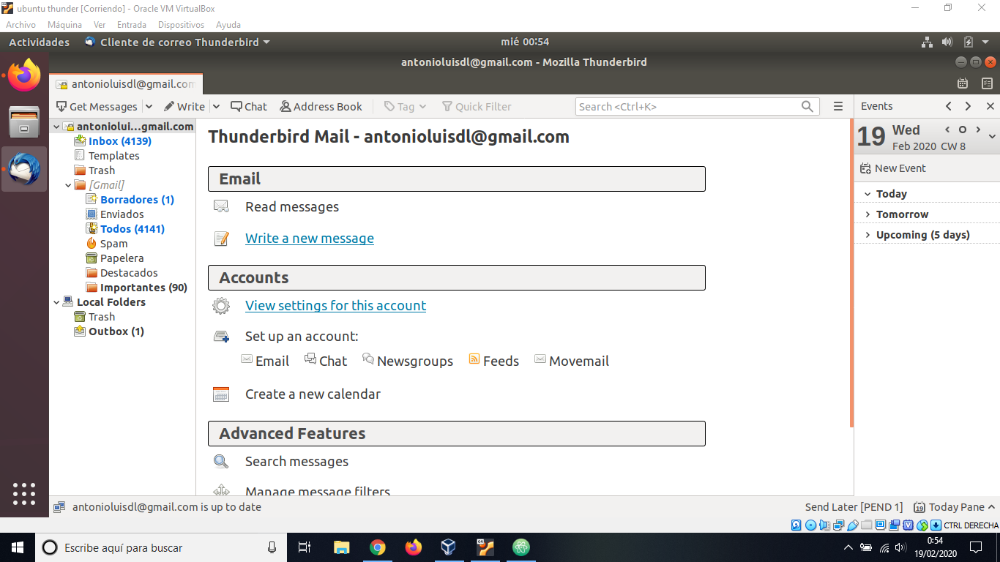 ubuntu thunder [Corriendo] - Oracle VM VirtualBox
Archivo Máquina Ver Entrada Dispositivos Ayuda
Actividades Cliente de correo Thunderbird mié 00:54
antonioluisdl@gmail.com - Mozilla Thunderbird
antonioluisdl@gmail.com
Get Messages Write Chat Address Book Tag Quick Filter Search <Ctrl+K> Events
antoniolui...gmail.com
Inbox (4139)
Templates
Trash
[Gmail]
Borradores (1)
Enviados
Todos (4141)
Spam
Papelera
Destacados
Importantes (90)
Local Folders
Trash
Outbox (1)
Thunderbird Mail - antonioluisdl@gmail.com
Email
Read messages
Write a new message
Accounts
View settings for this account
Set up an account:
Email Chat Newsgroups Feeds Movemail
Create a new calendar
Advanced Features
Search messages
Manage message filters
19 Wed
Feb 2020 CW 8
New Event
Today
Tomorrow
Upcoming (5 days)
antonioluisdl@gmail.com is up to date Send Later [PEND 1] 19 Today Pane
CTRL DERECHA
Escribe aquí para buscar
64
0:54
19/02/2020